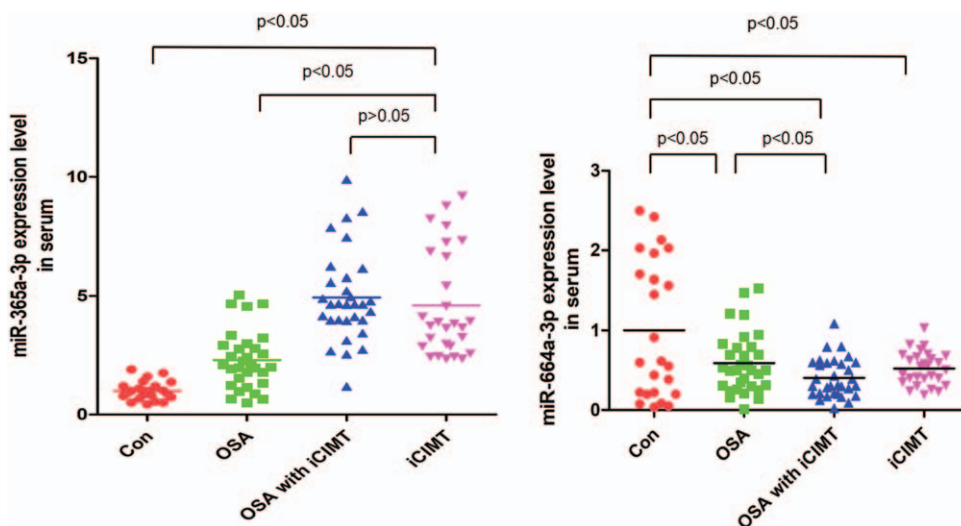 p<0.05
p<0.05
p>0.05
15
10
5
0
miR-365a-3p expression level
in serum
Con
OSA
OSA with iCIMT
iCIMT
p<0.05
p<0.05
p<0.05
p<0.05
3
2
1
0
miR-664a-3p expression level
in serum
Con
OSA
OSA with iCIMT
iCIMT